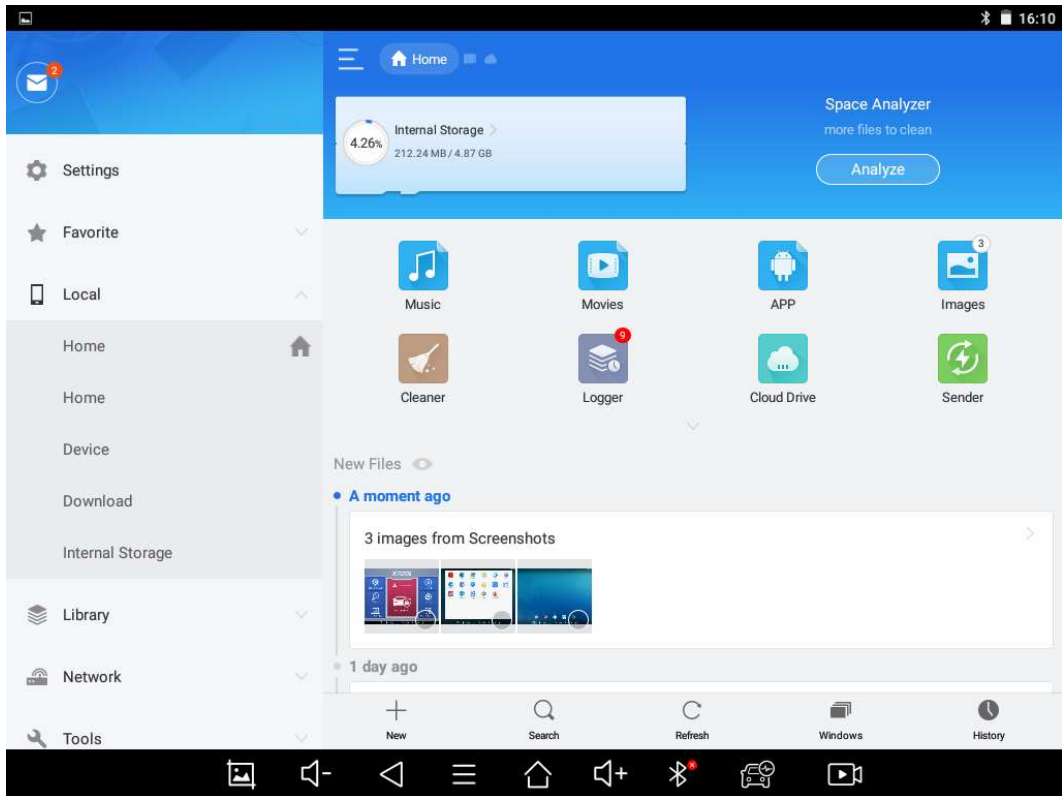 16:10
2
Settings
Favorite
Local
Home
Home
Device
Download
Internal Storage
Library
Network
Tools
Home
4.26%
Internal Storage
212.24 MB / 4.87 GB
Space Analyzer
more files to clean
Analyze
Music
Movies
APP
3
Images
Cleaner
9
Logger
Cloud Drive
Sender
New Files
A moment ago
3 images from Screenshots
1 day ago
New
Search
Refresh
Windows
History